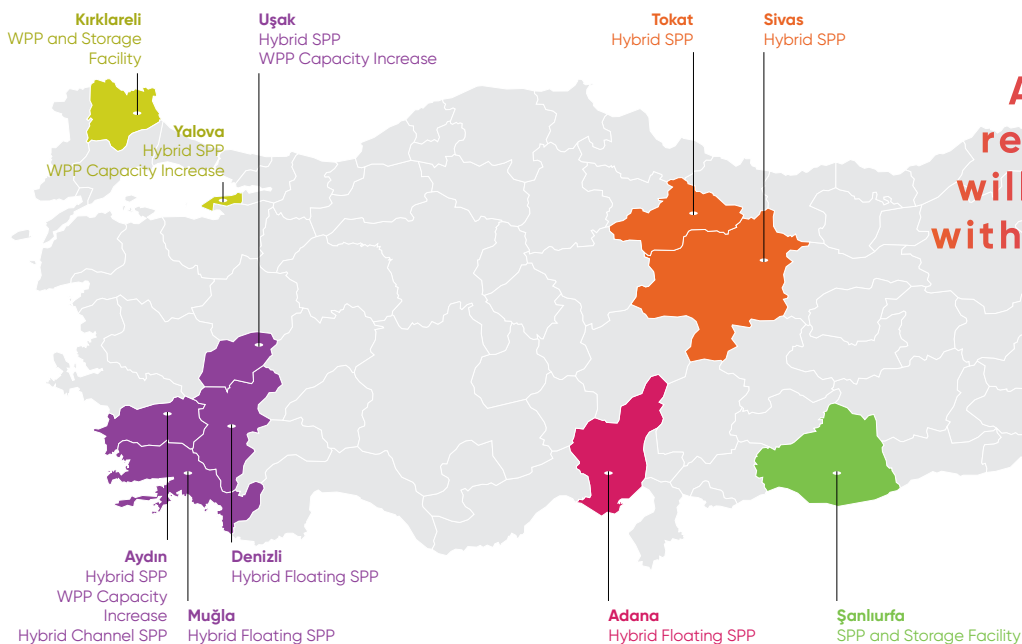 Kırklareli
WPP and Storage
Facility
Uşak
Hybrid SPP
WPP Capacity Increase
Tokat
Hybrid SPP
Sivas
Hybrid SPP
Yalova
Hybrid SPP
WPP Capacity Increase
will
with
Aydın
Hybrid SPP
WPP Capacity
Increase
Hybrid Channel SPP
Muğla
Hybrid Floating SPP
Denizli
Hybrid Floating SPP
Adana
Hybrid Floating SPP
Şanlıurfa
SPP and Storage Facility